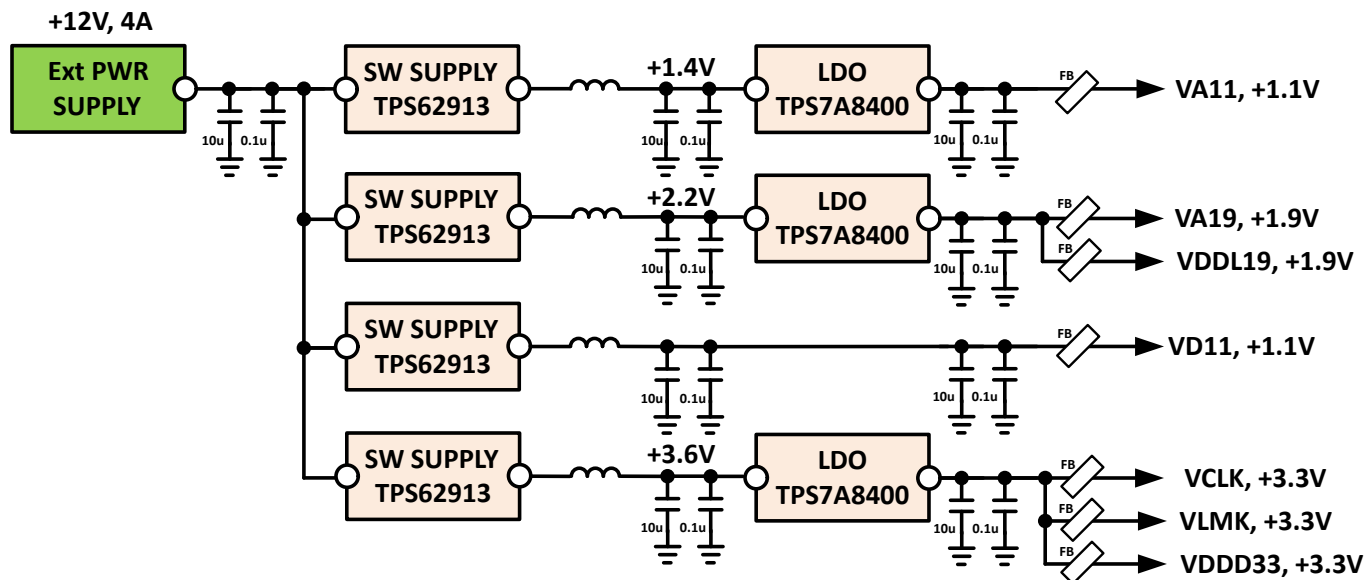 +12V, 4A
Ext PWR
SUPPLY
10u
0.1u
SW SUPPLY
TPS62913
+1.4V
10u
0.1u
LDO
TPS7A8400
10u
0.1u
FB
VA11, +1.1V
SW SUPPLY
TPS62913
+2.2V
10u
0.1u
LDO
TPS7A8400
10u
0.1u
FB
VA19, +1.9V
FB
VDDL19, +1.9V
SW SUPPLY
TPS62913
10u
0.1u
10u
0.1u
FB
VD11, +1.1V
SW SUPPLY
TPS62913
+3.6V
10u
0.1u
LDO
TPS7A8400
10u
0.1u
FB
VCLK, +3.3V
FB
VLMK, +3.3V
FB
VDDD33, +3.3V